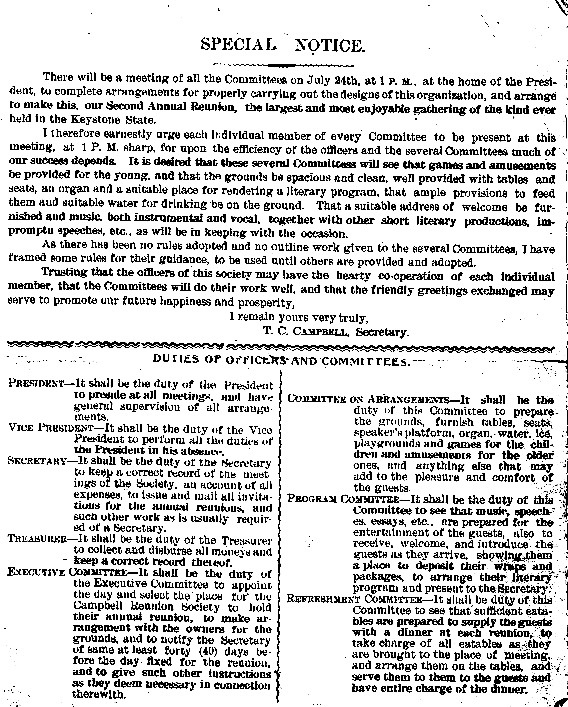 SPECIAL NOTICE.
There will be a meeting of all the Committees on July 24th, at 1 P. M., at the home of the Presi-
dent, to complete arrangements for properly carrying out the designs of this organization, and arrange
to make this, our Second Annual Reunion, the largest and most enjoyable gathering of the kind ever
held in the Keystone State.
I therefore earnestly urge each individual member of every Committee to be present at this
meeting, at 1 P. M. sharp, for upon the efficiency of the officers and the several Committees much of
our success depends. It is desired that these several Committees will see that games and amusements
be provided for the young, and that the grounds be spacious and clean, well provided with tables and
seats, an organ and a suitable place for rendering a literary program, that ample provisions to feed
them and suitable water for drinking be on the ground. That a suitable address of welcome be fur-
nished and music, both instrumental and vocal, together with other short literary productions, im-
promptu speeches, etc., as will be in keeping with the occasion.
As there has been no rules adopted and no outline work given to the several Committees, I have
framed some rules for their guidance, to be used until others are provided and adopted.
Trusting that the officers of this society may have the hearty co-operation of each individual
member, that the Committees will do their work well, and that the friendly greetings exchanged may
serve to promote our future happiness and prosperity,
I remain yours very truly,
T. C. CAMPBELL, Secretary.
DUTIES OF OFFICERS AND COMMITTEES.
PRESIDENT—It shall be the duty of the President
to preside at all meetings, and have
general supervision of all arrange-
ments.
VICE PRESIDENT—It shall be the duty of the Vice
President to perform all the duties of
the President in his absence.
SECRETARY—It shall be the duty of the Secretary
to keep a correct record of the meet-
ings of the Society, an account of all
expenses, to issue and mail all invita-
tions for the annual reunions, and
such other work as is usually requir-
ed of a Secretary.
TREASURER—It shall be the duty of the Treasurer
to collect and disburse all moneys and
keep a correct record thereof.
EXECUTIVE COMMITTEE—It shall be the duty of
the Executive Committee to appoint
the day and select the place for the
Campbell Reunion Society to hold
their annual reunion, to make ar-
rangement with the owners for the
grounds, and to notify the Secretary
of same at least forty (40) days be-
fore the day fixed for the reunion,
and to give such other instructions
as they deem necessary in connection
therewith.
COMMITTEE ON ARRANGEMENTS—It shall be the
duty of this Committee to prepare
the grounds, furnish tables, seats,
speaker's platform, organ, water, ice,
playgrounds and games for the chil-
dren and amusements for the older
ones, and anything else that may
add to the pleasure and comfort of
the guests.
PROGRAM COMMITTEE—It shall be the duty of this
Committee to see that music, speech-
es, essays, etc., are prepared for the
entertainment of the guests, also to
receive, welcome, and introduce the
guests as they arrive, showing them
a place to deposit their wraps and
packages, to arrange their literary
program and present to the Secretary.
REFRESHMENT COMMITTEE—It shall be duty of this
Committee to see that sufficient eata-
bles are prepared to supply the guests
with a dinner at each reunion, to
take charge of all eatables as they
are brought to the place of meeting,
and arrange them on the tables, and
serve them to them to the guests and
have entire charge of the dinner.